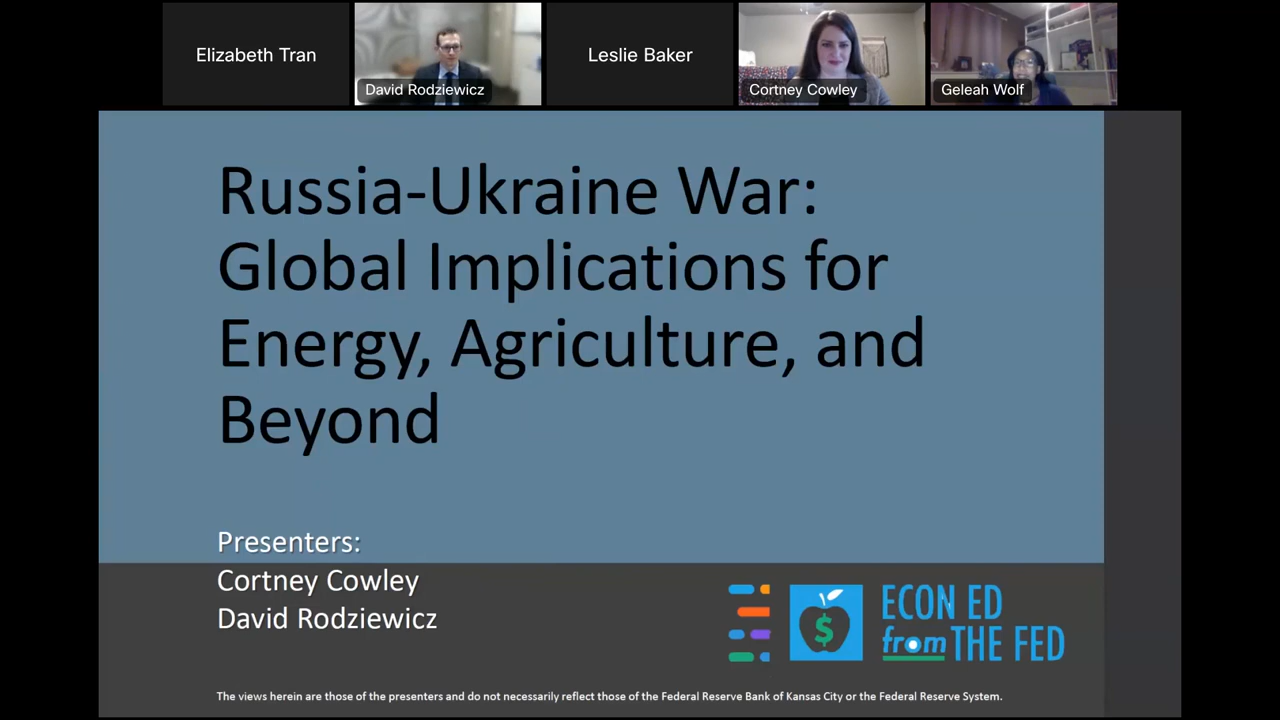 Elizabeth Tran
David Rodziewicz
Leslie Baker
Cortney Cowley
Geleah Wolf
Russia-Ukraine War:
Global Implications for
Energy, Agriculture, and
Beyond
Presenters:
Cortney Cowley
David Rodziewicz
$
ECON ED
from THE FED
The views herein are those of the presenters and do not necessarily reflect those of the Federal Reserve Bank of Kansas City or the Federal Reserve System.